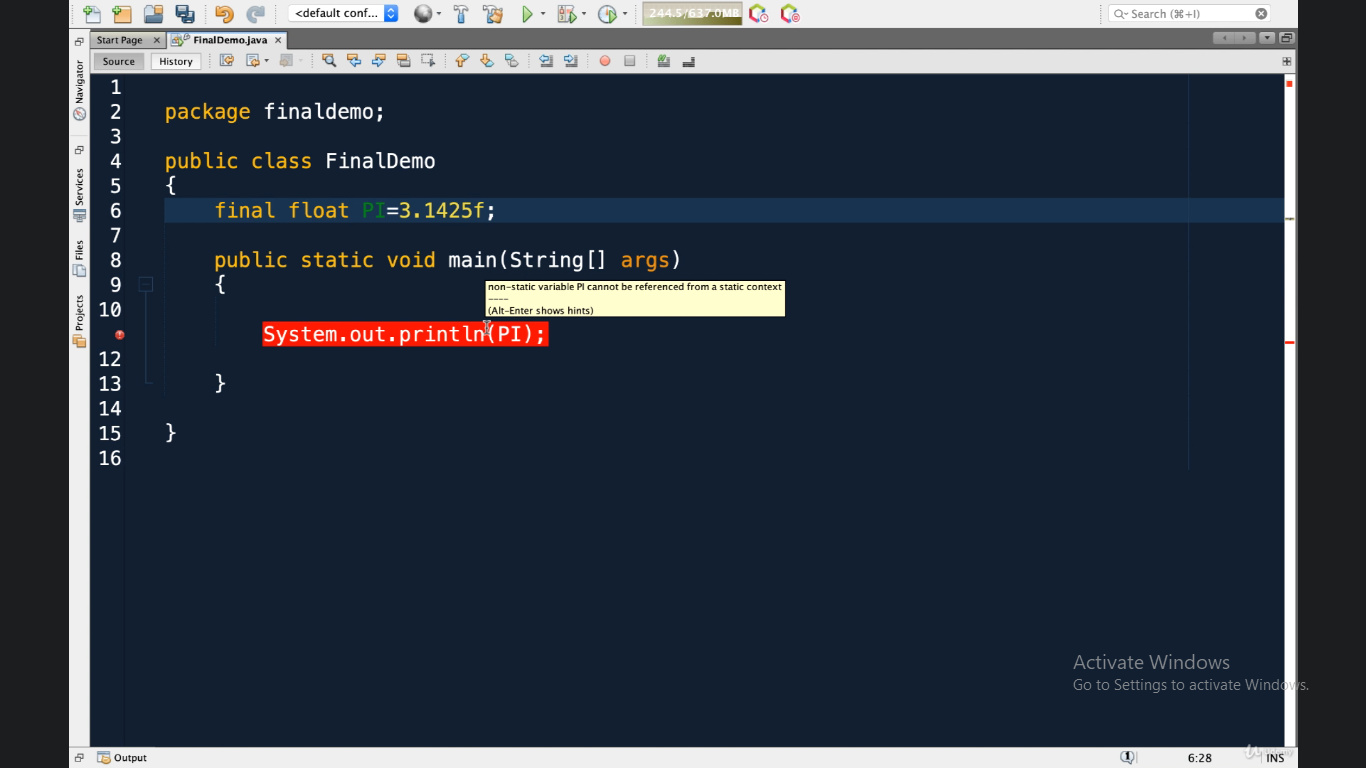 <default conf...
244.5/637.0MB
Search (⌘+I)
Start Page
FinalDemo.java
Source
History
Navigator
Services
Files
Projects
1
2 package finaldemo;
3
4 public class FinalDemo
5 {
6 final float PI=3.1425f;
7
8 public static void main(String[] args)
9 {
non-static variable PI cannot be referenced from a static context
----
(Alt-Enter shows hints)
10
System.out.println(PI);
12
13 }
14
15 }
16
Activate Windows
Go to Settings to activate Windows.
Output
1
6:28
INS